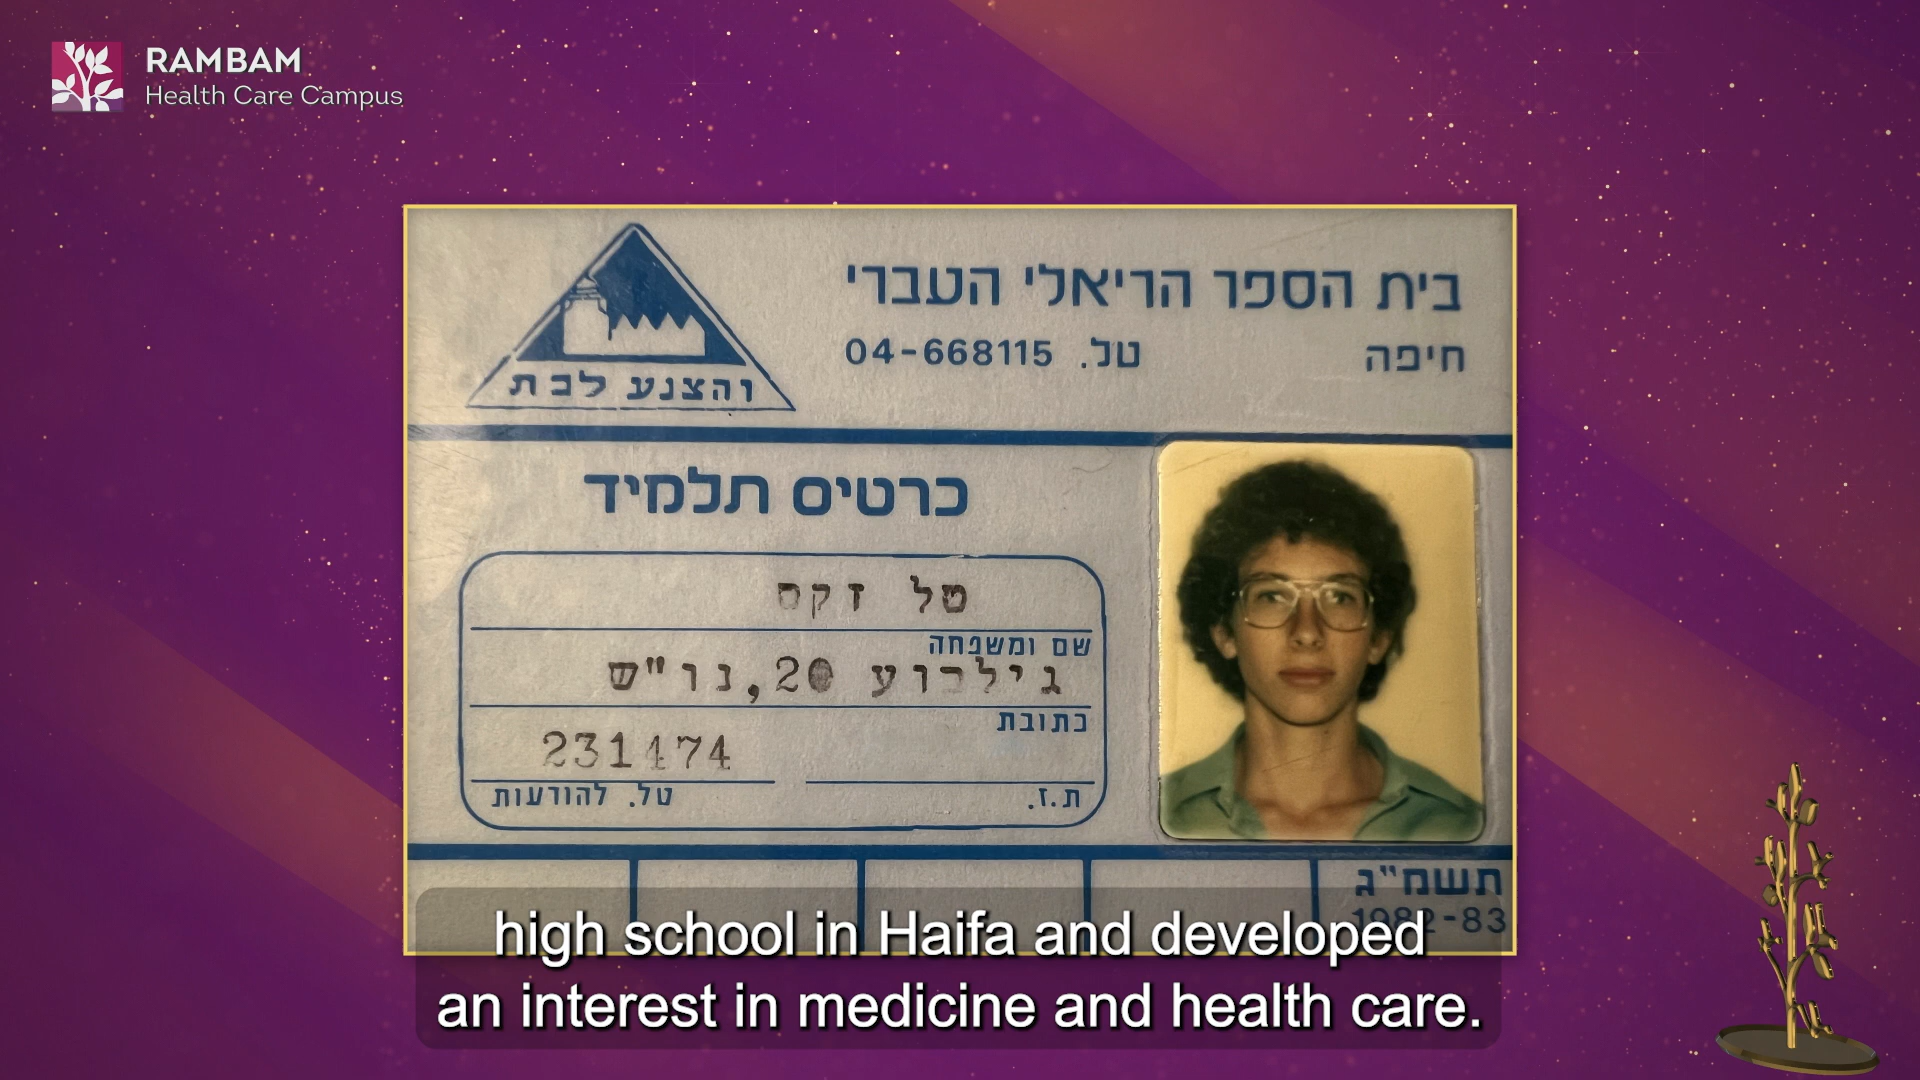 RAMBAM
Health Care Campus
בית הספר הריאלי העברי
חיפה
טל. 04-668115
והצנע לכת
כרטיס תלמיד
טל זקס
שם ומשפחה
גילבוע 20, נו"ש
כתובת
231474
ת.ז.
טל. להודעות
תשמ"ג
1982-83
high school in Haifa and developed
an interest in medicine and health care.